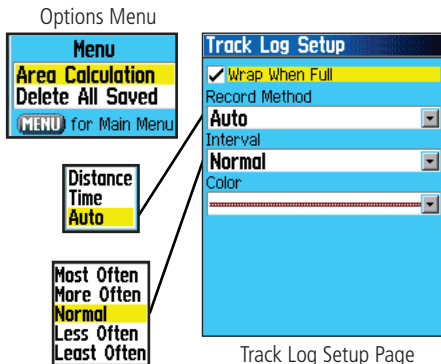 Options Menu
Menu
Area Calculation
Delete All Saved
MENU for Main Menu
Track Log Setup
Wrap When Full
Record Method
Auto
Interval
Normal
Color
Distance
Time
Auto
Most Often
More Often
Normal
Less Often
Least Often
Track Log Setup Page